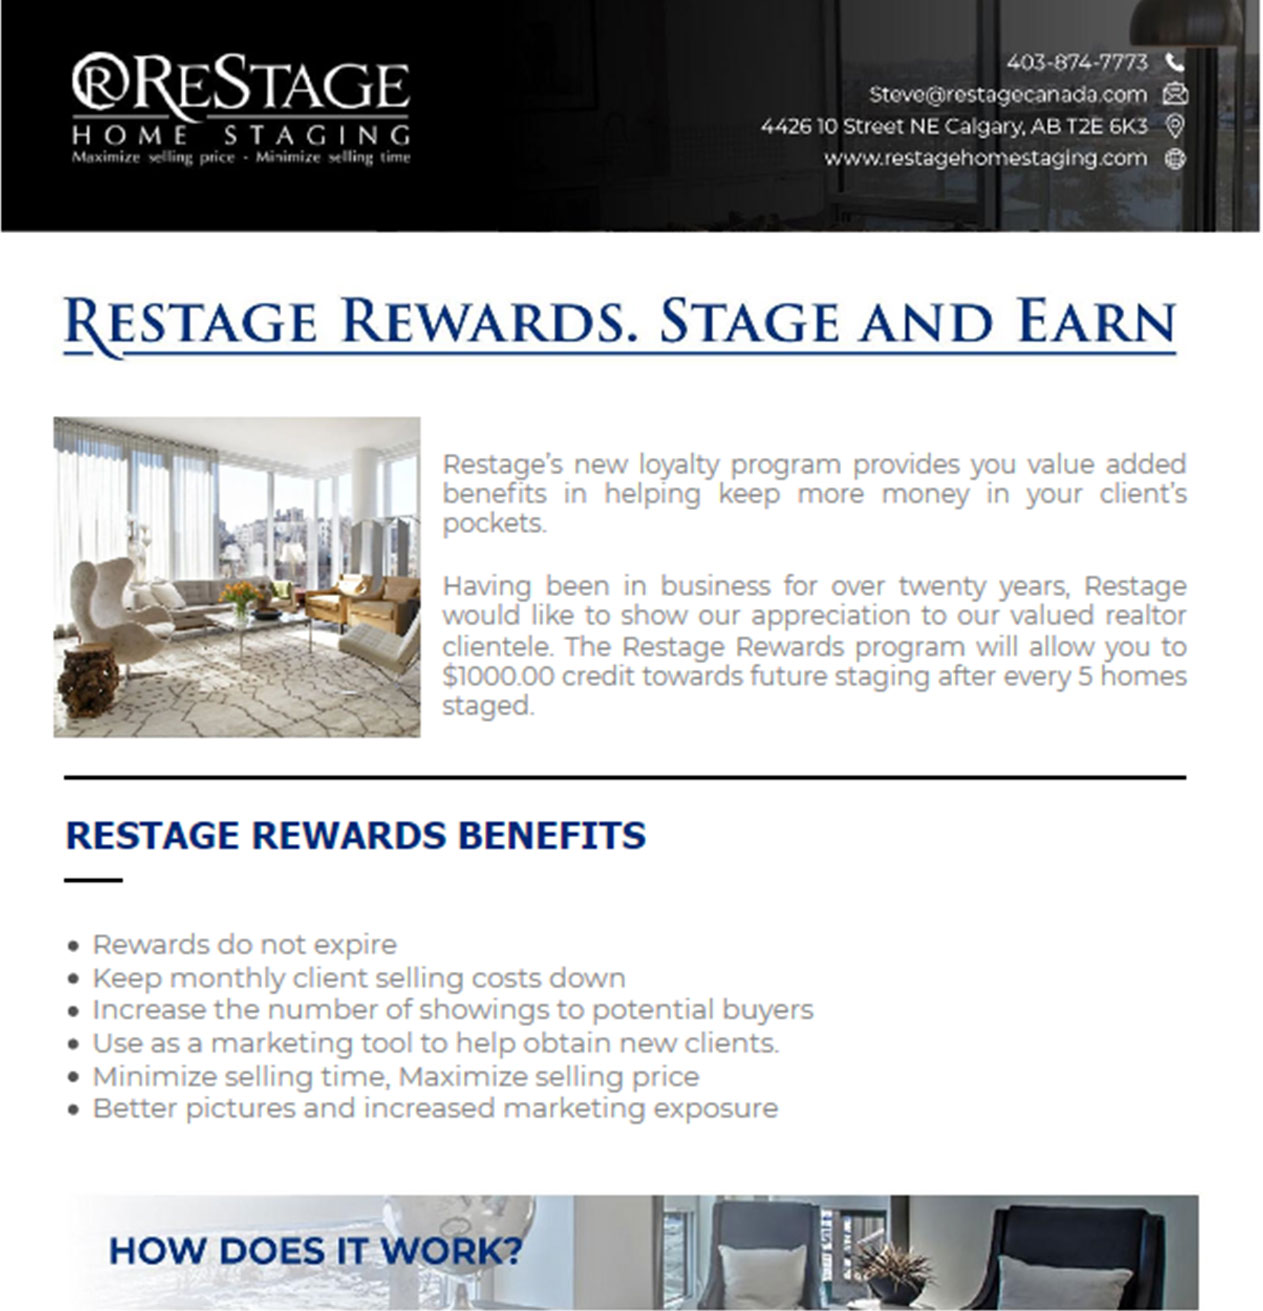 RESTAGE
HOME STAGING
Maximize selling price - Minimize selling time
403-874-7773
Steve@restagecanada.com
4426 10 Street NE Calgary, AB T2E 6K3
www.restagehomestaging.com
RESTAGE REWARDS. STAGE AND EARN
Restage's new loyalty program provides you value added
benefits in helping keep more money in your client's
pockets.
Having been in business for over twenty years, Restage
would like to show our appreciation to our valued realtor
clientele. The Restage Rewards program will allow you to
$1000.00 credit towards future staging after every 5 homes
staged.
RESTAGE REWARDS BENEFITS
• Rewards do not expire
• Keep monthly client selling costs down
• Increase the number of showings to potential buyers
• Use as a marketing tool to help obtain new clients.
• Minimize selling time, Maximize selling price
• Better pictures and increased marketing exposure
HOW DOES IT WORK?